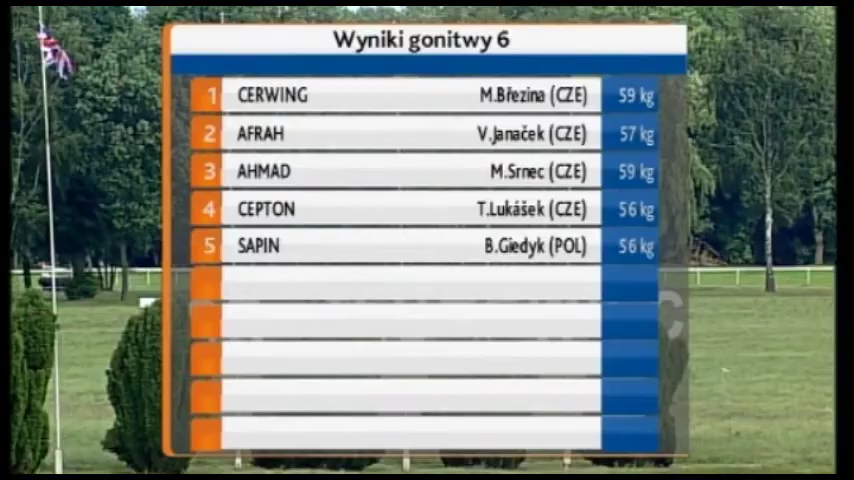 Wyniki gonitwy 6
1 CERWING M.Březina (CZE) 59 kg
2 AFRAH V.Janaček (CZE) 57 kg
3 AHMAD M.Srnec (CZE) 59 kg
4 CEPTON T.Lukášek (CZE) 56 kg
5 SAPIN B.Giedyk (POL) 56 kg